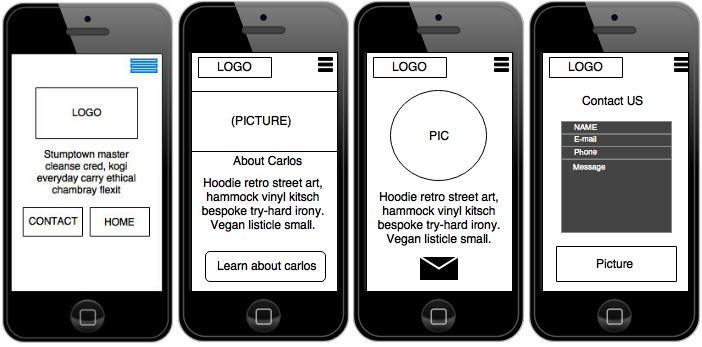 LOGO
Stumptown master
cleanse cred, kogi
everyday carry ethical
chambray flexit
CONTACT
HOME
LOGO
(PICTURE)
About Carlos
Hoodie retro street art,
hammock vinyl kitsch
bespoke try-hard irony.
Vegan listicle small.
Learn about carlos
LOGO
PIC
Hoodie retro street art,
hammock vinyl kitsch
bespoke try-hard irony.
Vegan listicle small.
LOGO
Contact US
NAME
E-mail
Phone
Message
Picture